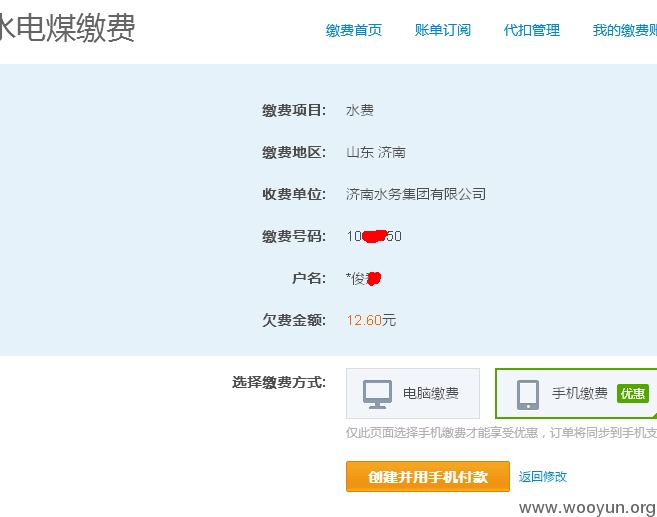 水电煤缴费
缴费首页 账单订阅 代扣管理 我的缴费账
缴费项目: 水费
缴费地区: 山东 济南
收费单位: 济南水务集团有限公司
缴费号码: 10 50
户名: *俊
欠费金额: 12.60元
选择缴费方式: 电脑缴费 手机缴费 优惠
仅此页面选择手机缴费才能享受优惠，订单将同步到手机支
创建并用手机付款 返回修改
www.wooyun.org